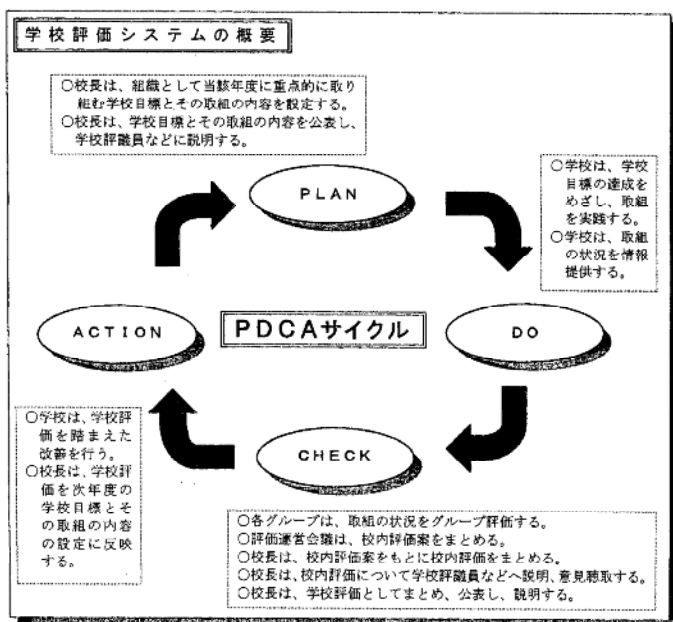 学校評価システムの概要
○校長は、組織として当該年度に重点的に取り
組む学校目標とその取組の内容を設定する。
○校長は、学校目標とその取組の内容を公表し、
学校評議員などに説明する。
PLAN
○学校は、学校
目標の達成を
めざし、取組
を実践する。
○学校は、取組
の状況を情報
提供する。
ACTION
PDCAサイクル
DO
○学校は、学校評
価を踏まえた
改善を行う。
○校長は、学校評
価を次年度の
学校目標とそ
の取組の内容
の設定に反映
する。
CHECK
○各グループは、取組の状況をグループ評価する。
○評価運営会議は、校内評価案をまとめる。
○校長は、校内評価案をもとに校内評価をまとめる。
○校長は、校内評価について学校評議員などへ説明、意見聴取する。
○校長は、学校評価としてまとめ、公表し、説明する。